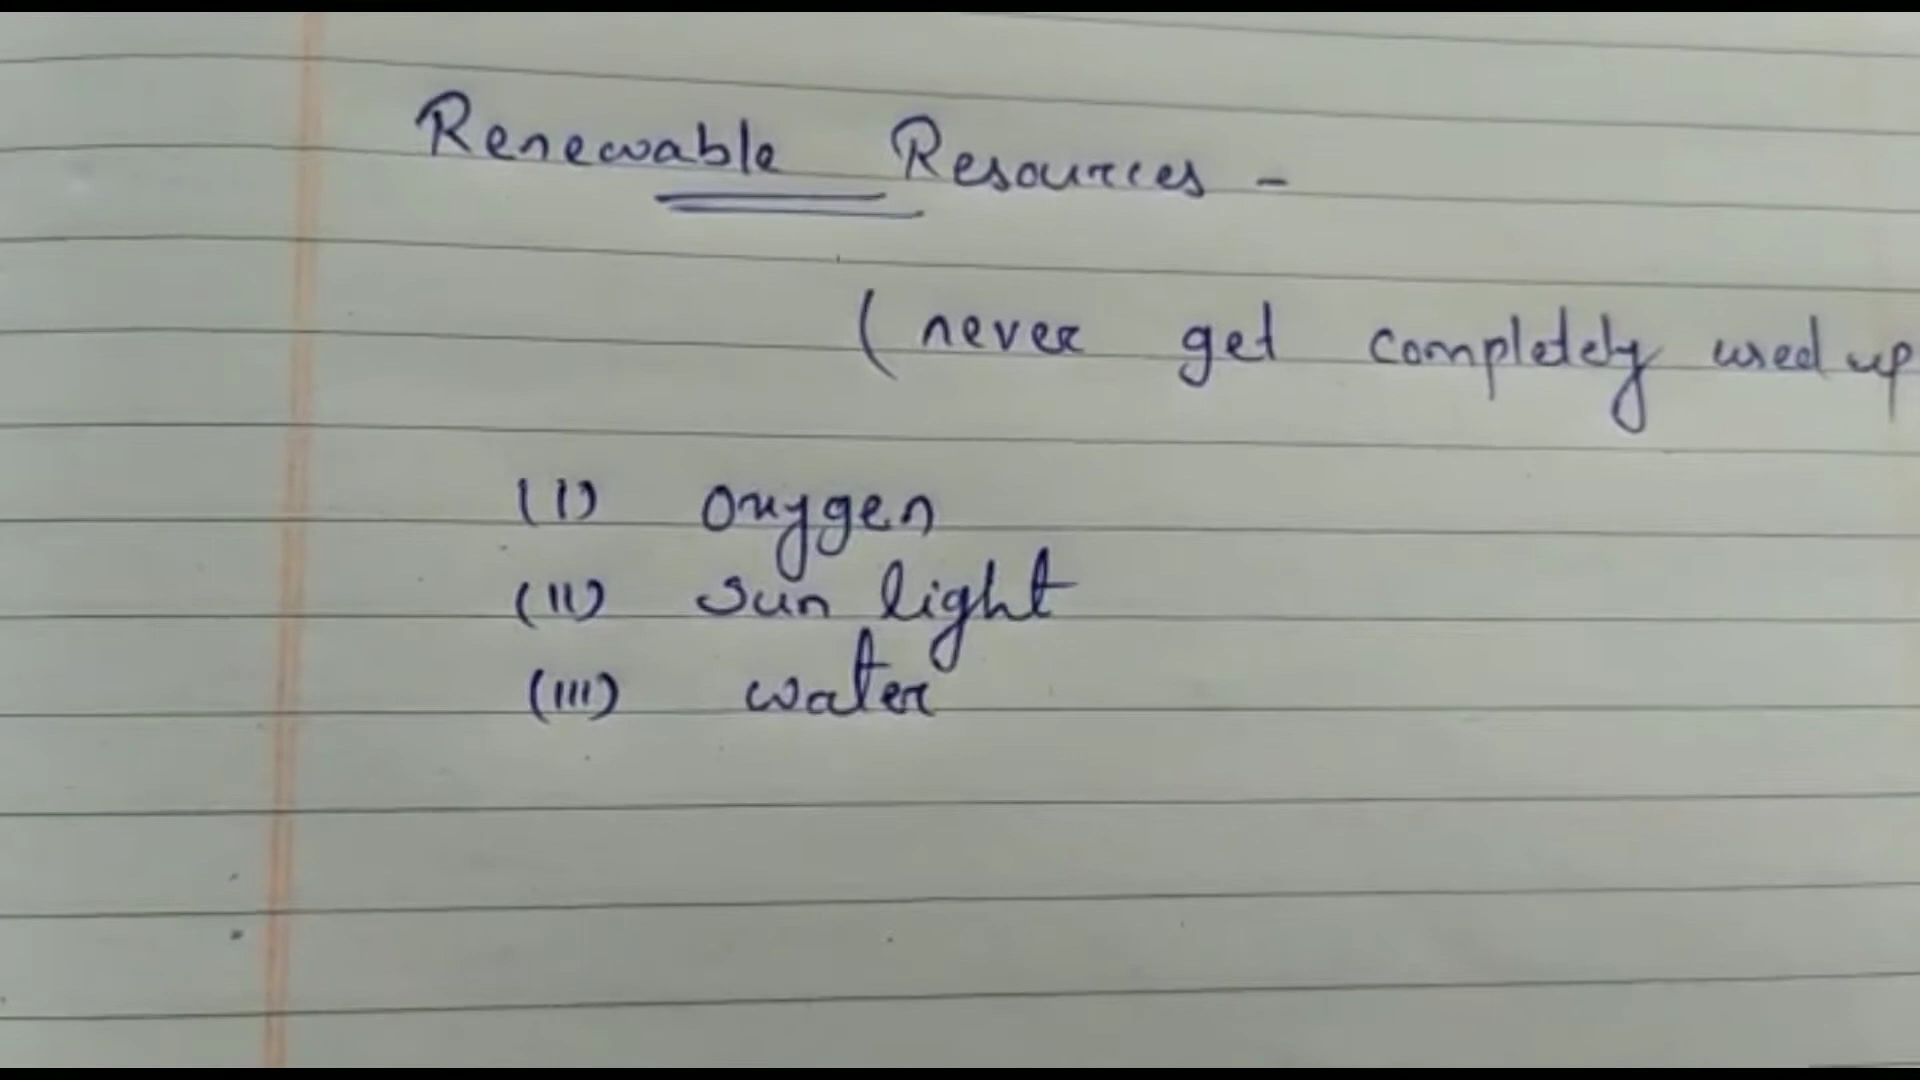 Renewable Resources -
( never get completely used up
(I) oxygen
(II) sun light
(III) water